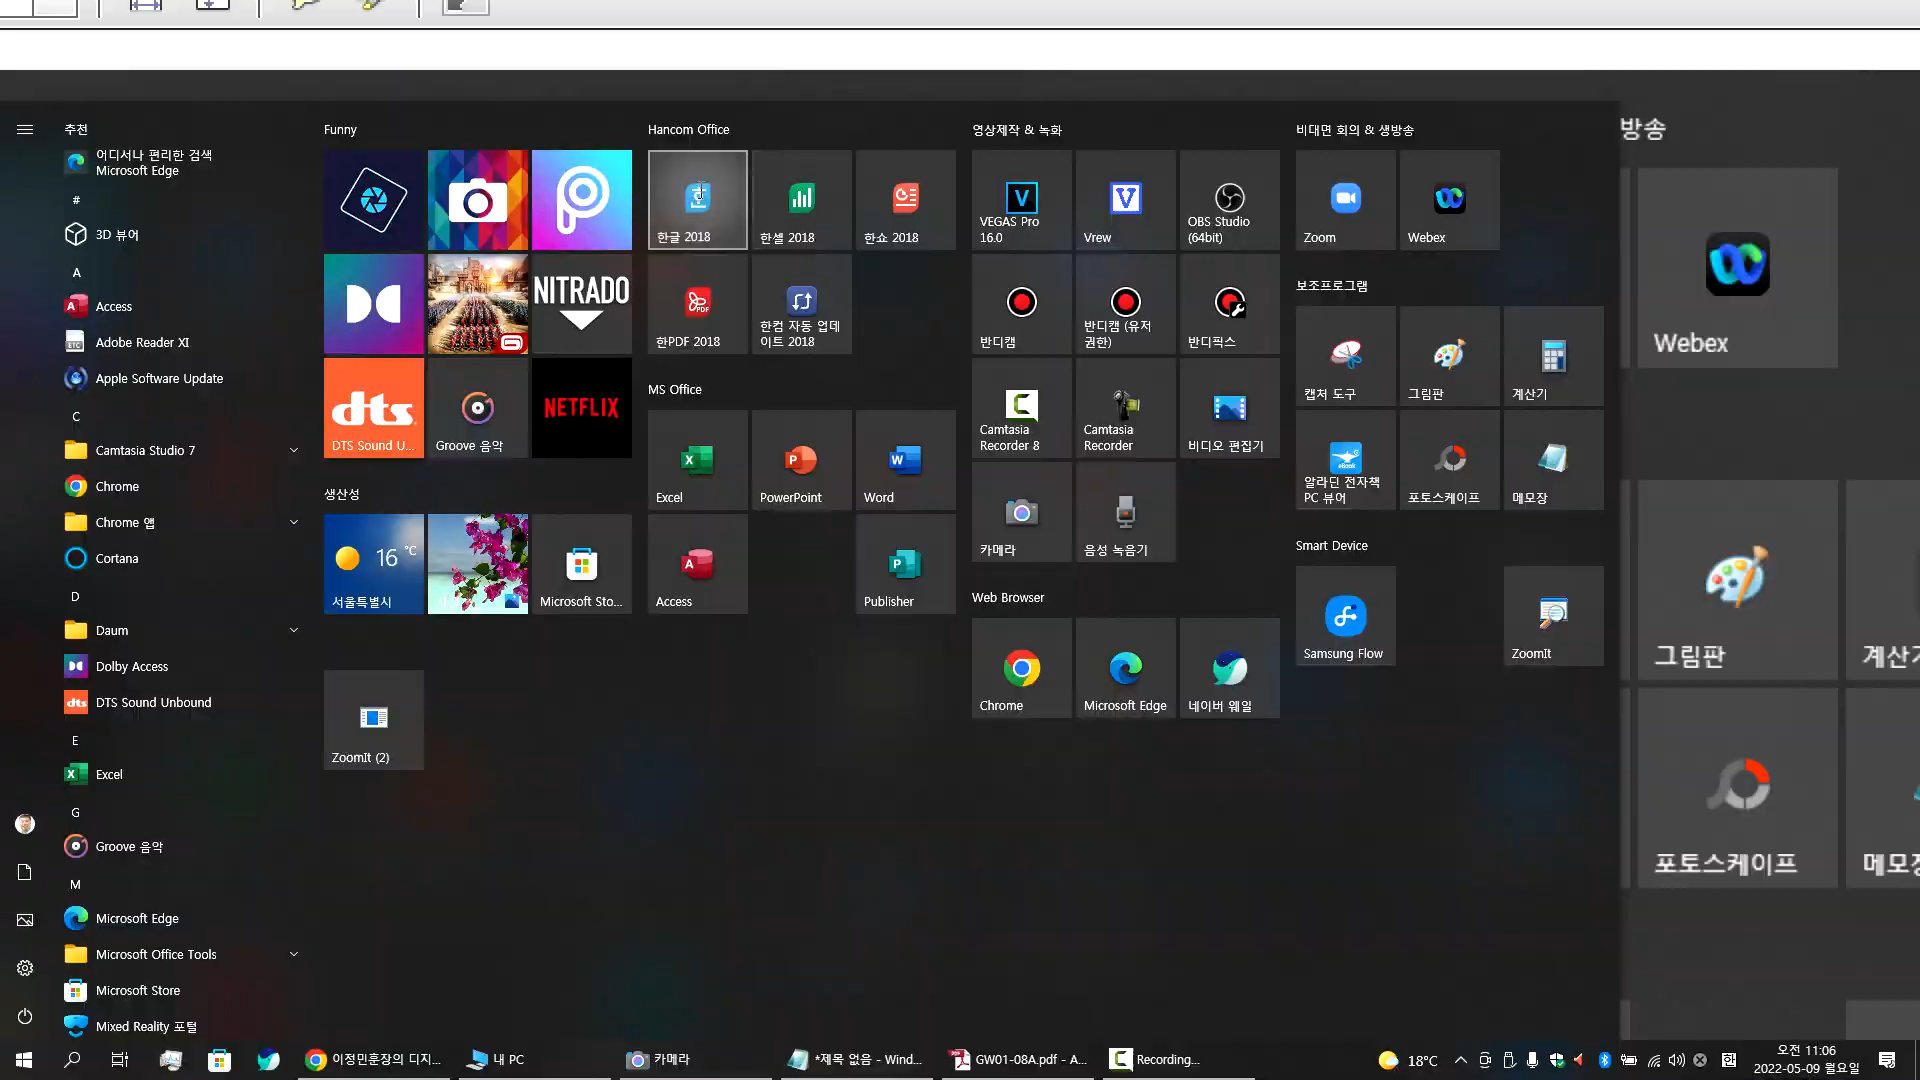 추천
어디서나 편리한 검색
Microsoft Edge
#
3D 뷰어
A
Access
Adobe Reader XI
Apple Software Update
C
Camtasia Studio 7
Chrome
Chrome 앱
Cortana
D
Daum
Dolby Access
DTS Sound Unbound
E
Excel
G
Groove 음악
M
Microsoft Edge
Microsoft Office Tools
Microsoft Store
Mixed Reality 포털
Funny
NITRADO
dts
DTS Sound U...
Groove 음악
NETFLIX
생산성
16 °C
서울특별시
Microsoft Sto...
ZoomIt (2)
Hancom Office
한글 2018
한셀 2018
한쇼 2018
한PDF 2018
한컴 자동 업데
이트 2018
MS Office
Excel
PowerPoint
Word
Access
Publisher
영상제작 & 녹화
VEGAS Pro
16.0
Vrew
OBS Studio
(64bit)
반디캠
반디캠 (유저
권한)
반디픽스
Camtasia
Recorder 8
Camtasia
Recorder
비디오 편집기
카메라
음성 녹음기
Web Browser
Chrome
Microsoft Edge
네이버 웨일
비대면 회의 & 생방송
Zoom
Webex
보조프로그램
캡처 도구
그림판
계산기
알라딘 전자책
PC 뷰어
포토스케이프
메모장
Smart Device
Samsung Flow
ZoomIt
방송
Webex
그림판
포토스케이프
이정민훈장의 디지...
내 PC
카메라
*제목 없음 - Wind...
GW01-08A.pdf - A...
Recording...
18°C
한
오전 11:06
2022-05-09 월요일